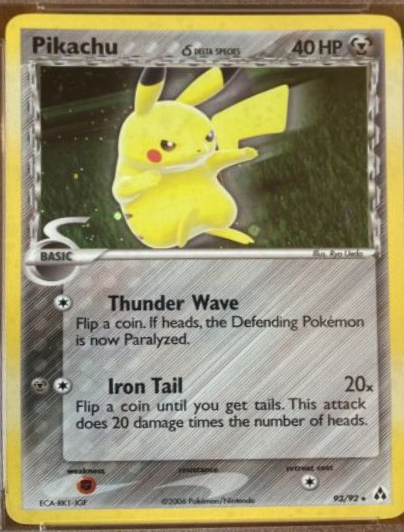 Pikachu δ DELTA SPECIES 40 HP
Illus. Ryo Ueda
BASIC
Thunder Wave
Flip a coin. If heads, the Defending Pokémon
is now Paralyzed.
Iron Tail 20x
Flip a coin until you get tails. This attack
does 20 damage times the number of heads.
weakness resistance retreat cost
©2006 Pokémon/Nintendo 93/92